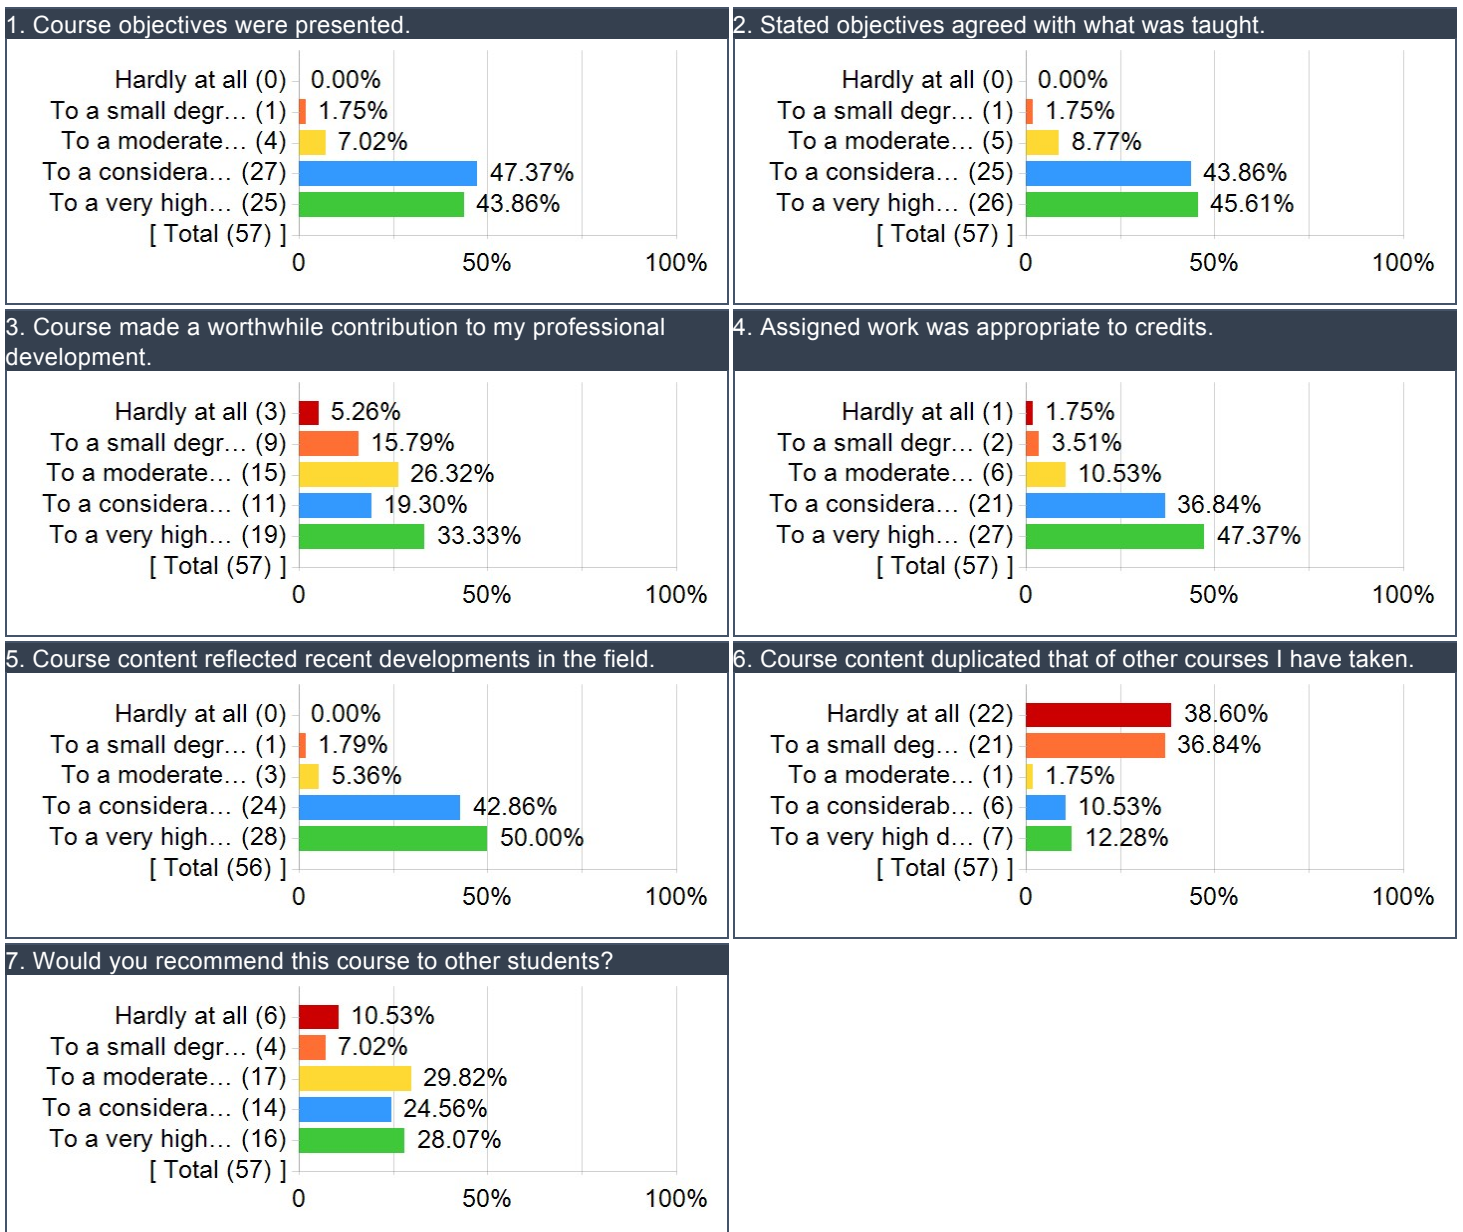 1. Course objectives were presented.
Hardly at all (0) 0.00%
To a small degr... (1) 1.75%
To a moderate... (4) 7.02%
To a considera... (27) 47.37%
To a very high... (25) 43.86%
[ Total (57) ]
0 50% 100%
2. Stated objectives agreed with what was taught.
Hardly at all (0) 0.00%
To a small degr... (1) 1.75%
To a moderate... (5) 8.77%
To a considera... (25) 43.86%
To a very high... (26) 45.61%
[ Total (57) ]
0 50% 100%
3. Course made a worthwhile contribution to my professional
development.
Hardly at all (3) 5.26%
To a small degr... (9) 15.79%
To a moderate... (15) 26.32%
To a considera... (11) 19.30%
To a very high... (19) 33.33%
[ Total (57) ]
0 50% 100%
4. Assigned work was appropriate to credits.
Hardly at all (1) 1.75%
To a small degr... (2) 3.51%
To a moderate... (6) 10.53%
To a considera... (21) 36.84%
To a very high... (27) 47.37%
[ Total (57) ]
0 50% 100%
5. Course content reflected recent developments in the field.
Hardly at all (0) 0.00%
To a small degr... (1) 1.79%
To a moderate... (3) 5.36%
To a considera... (24) 42.86%
To a very high... (28) 50.00%
[ Total (56) ]
0 50% 100%
6. Course content duplicated that of other courses I have taken.
Hardly at all (22) 38.60%
To a small deg... (21) 36.84%
To a moderate... (1) 1.75%
To a considerab... (6) 10.53%
To a very high d... (7) 12.28%
[ Total (57) ]
0 50% 100%
7. Would you recommend this course to other students?
Hardly at all (6) 10.53%
To a small degr... (4) 7.02%
To a moderate... (17) 29.82%
To a considera... (14) 24.56%
To a very high... (16) 28.07%
[ Total (57) ]
0 50% 100%